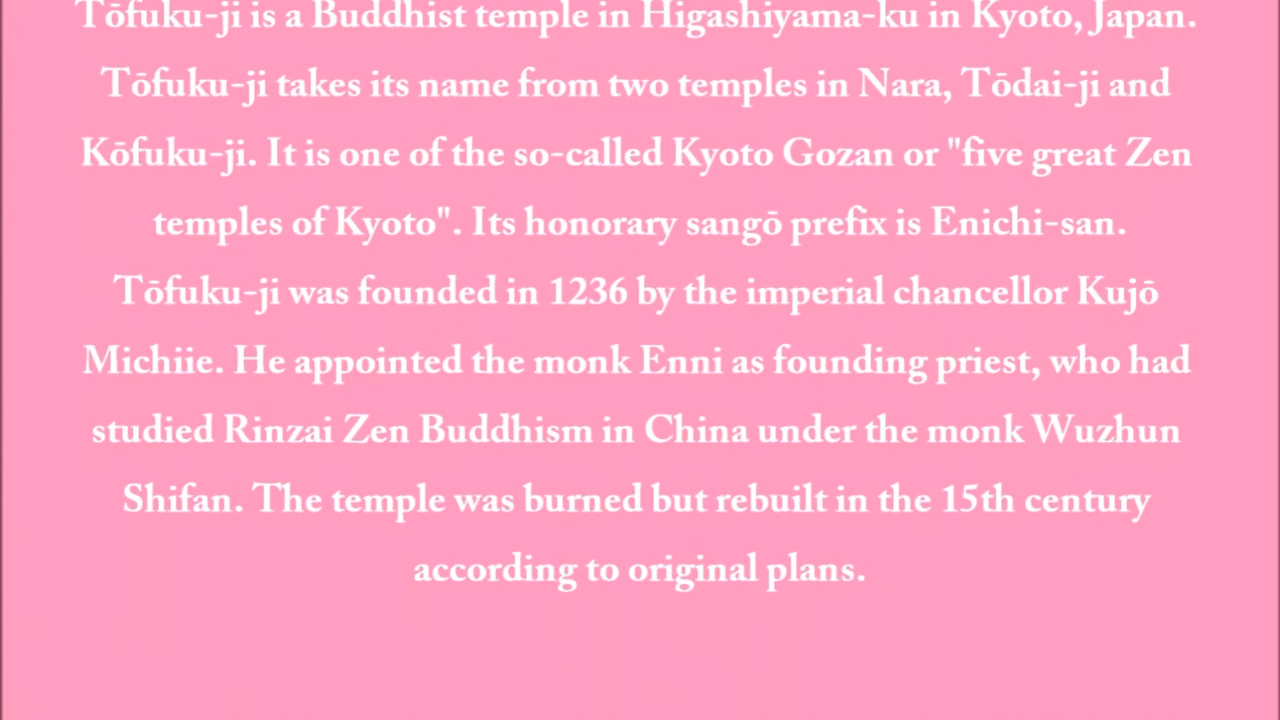 Tōfuku-ji is a Buddhist temple in Higashiyama-ku in Kyoto, Japan.
Tōfuku-ji takes its name from two temples in Nara, Tōdai-ji and
Kōfuku-ji. It is one of the so-called Kyoto Gozan or "five great Zen
temples of Kyoto". Its honorary sangō prefix is Enichi-san.
Tōfuku-ji was founded in 1236 by the imperial chancellor Kujō
Michiie. He appointed the monk Enni as founding priest, who had
studied Rinzai Zen Buddhism in China under the monk Wuzhun
Shifan. The temple was burned but rebuilt in the 15th century
according to original plans.